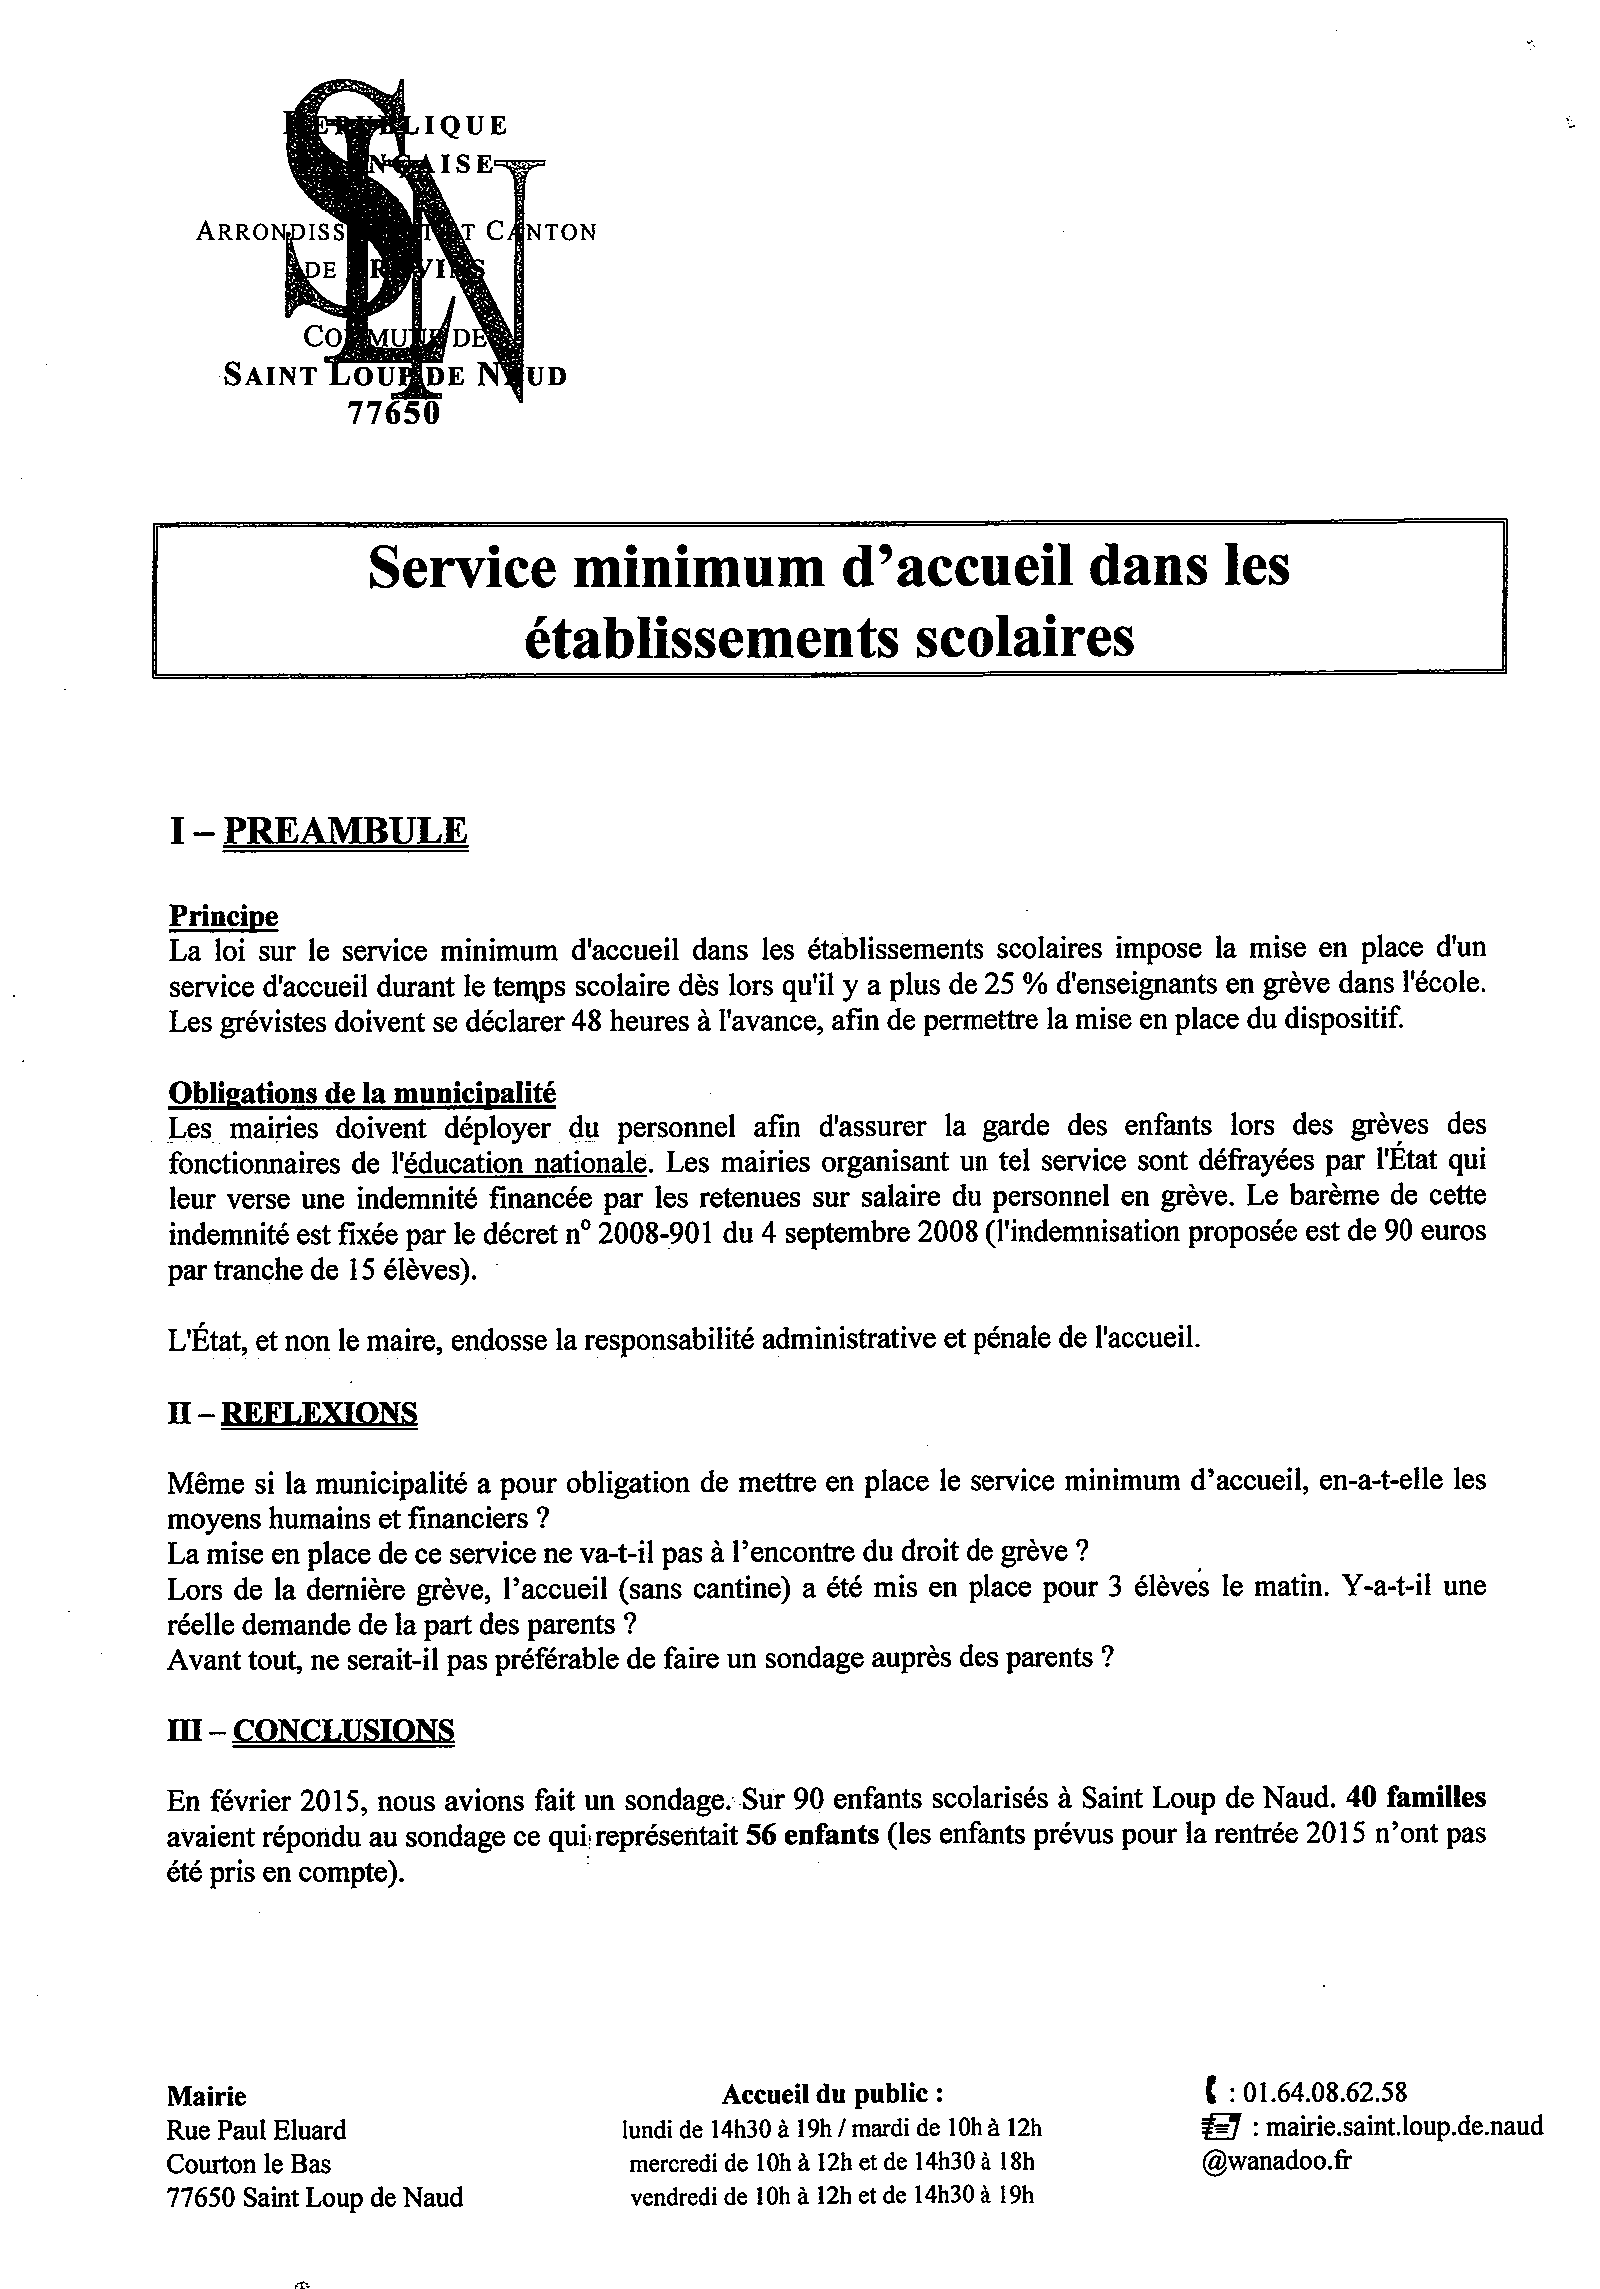 RÉPUBLIQUE
FRANÇAISE
ARRONDISSEMENT ET CANTON
DE PROVINS
COMMUNE DE
SAINT LOUP DE NAUD
77650
Service minimum d’accueil dans les
établissements scolaires
I – PREAMBULE
Principe
La loi sur le service minimum d'accueil dans les établissements scolaires impose la mise en place d'un
service d'accueil durant le temps scolaire dès lors qu'il y a plus de 25 % d'enseignants en grève dans l'école.
Les grévistes doivent se déclarer 48 heures à l'avance, afin de permettre la mise en place du dispositif.
Obligations de la municipalité
Les mairies doivent déployer du personnel afin d'assurer la garde des enfants lors des grèves des
fonctionnaires de l'éducation nationale. Les mairies organisant un tel service sont défrayées par l'État qui
leur verse une indemnité financée par les retenues sur salaire du personnel en grève. Le barème de cette
indemnité est fixée par le décret n° 2008-901 du 4 septembre 2008 (l'indemnisation proposée est de 90 euros
par tranche de 15 élèves).
L'État, et non le maire, endosse la responsabilité administrative et pénale de l'accueil.
II – REFLEXIONS
Même si la municipalité a pour obligation de mettre en place le service minimum d’accueil, en-a-t-elle les
moyens humains et financiers ?
La mise en place de ce service ne va-t-il pas à l’encontre du droit de grève ?
Lors de la dernière grève, l’accueil (sans cantine) a été mis en place pour 3 élèves le matin. Y-a-t-il une
réelle demande de la part des parents ?
Avant tout, ne serait-il pas préférable de faire un sondage auprès des parents ?
III – CONCLUSIONS
En février 2015, nous avions fait un sondage. Sur 90 enfants scolarisés à Saint Loup de Naud. 40 familles
avaient répondu au sondage ce qui représentait 56 enfants (les enfants prévus pour la rentrée 2015 n’ont pas
été pris en compte).
Mairie
Rue Paul Eluard
Courton le Bas
77650 Saint Loup de Naud
Accueil du public :
lundi de 14h30 à 19h / mardi de 10h à 12h
mercredi de 10h à 12h et de 14h30 à 18h
vendredi de 10h à 12h et de 14h30 à 19h
: 01.64.08.62.58
: mairie.saint.loup.de.naud
@wanadoo.fr